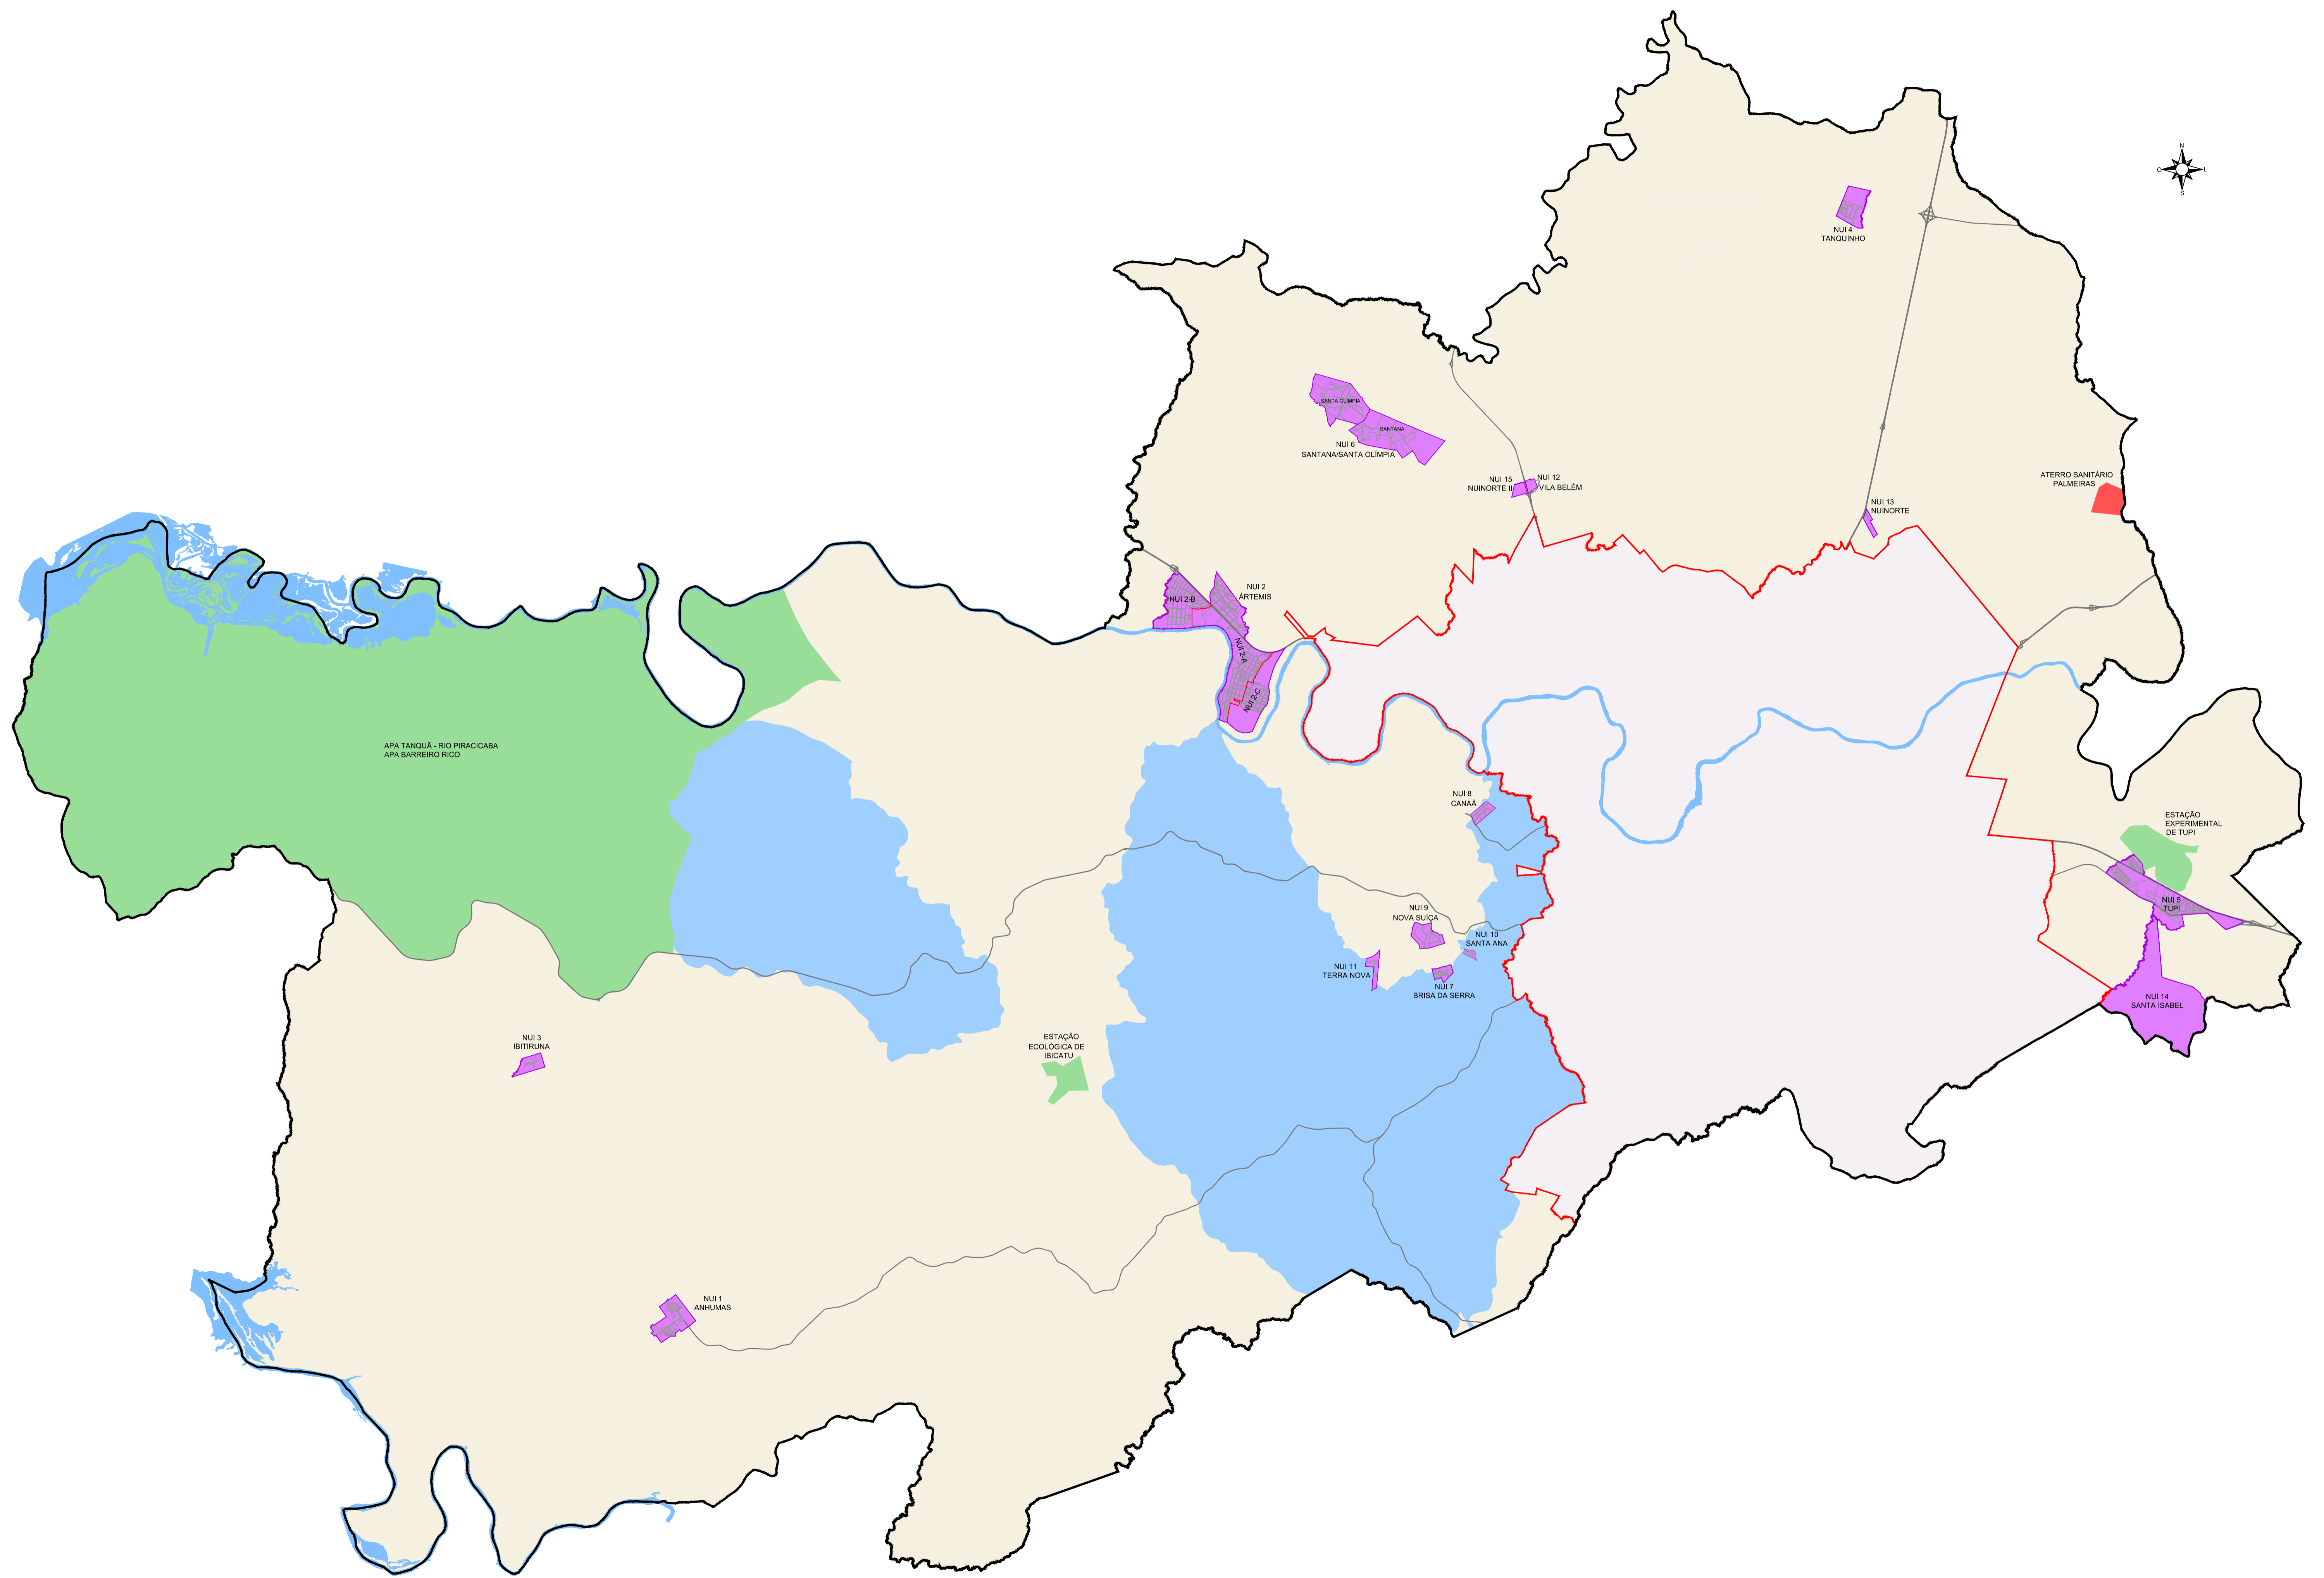 N
O
L
S
NUI 4
TANQUINHO
SANTA OLÍMPIA
SANTANA
NUI 6
SANTANA/SANTA OLÍMPIA
NUI 15
NUINORTE II
NUI 12
VILA BELÉM
NUI 13
NUINORTE
ATERRO SANITÁRIO
PALMEIRAS
NUI 2
ÁRTEMIS
NUI 2-B
NUI 2-A
NUI 2-C
APA TANQUÃ - RIO PIRACICABA
APA BARREIRO RICO
NUI 8
CANAÃ
ESTAÇÃO
EXPERIMENTAL
DE TUPI
NUI 5
TUPI
NUI 9
NOVA SUÍÇA
NUI 10
SANTA ANA
NUI 11
TERRA NOVA
NUI 7
BRISA DA SERRA
NUI 14
SANTA ISABEL
NUI 3
IBITIRUNA
ESTAÇÃO
ECOLÓGICA DE
IBICATU
NUI 1
ANHUMAS